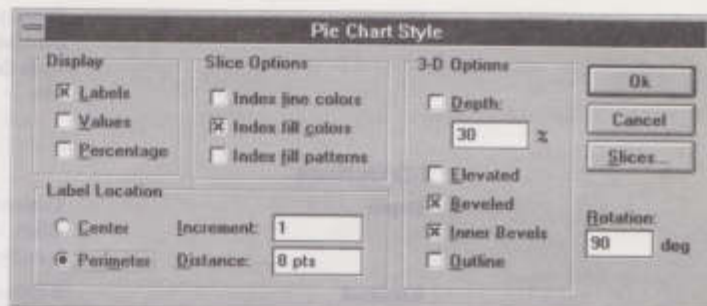 Pie Chart Style
Display
Labels
Values
Percentage
Slice Options
Index line colors
Index fill colors
Index fill patterns
3-D Options
Depth:
30 %
Elevated
Beveled
Inner Bevels
Outline
Ok
Cancel
Slices...
Label Location
Center
Perimeter
Increment: 1
Distance: 8 pts
Rotation:
90 deg